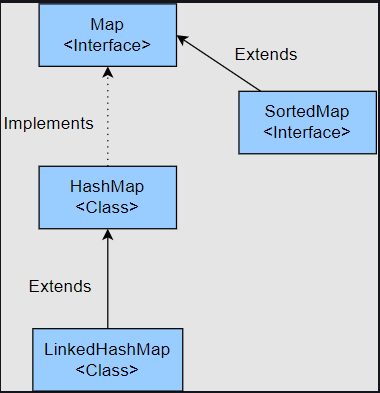 Map
<Interface>
Extends
SortedMap
<Interface>
Implements
HashMap
<Class>
Extends
LinkedHashMap
<Class>